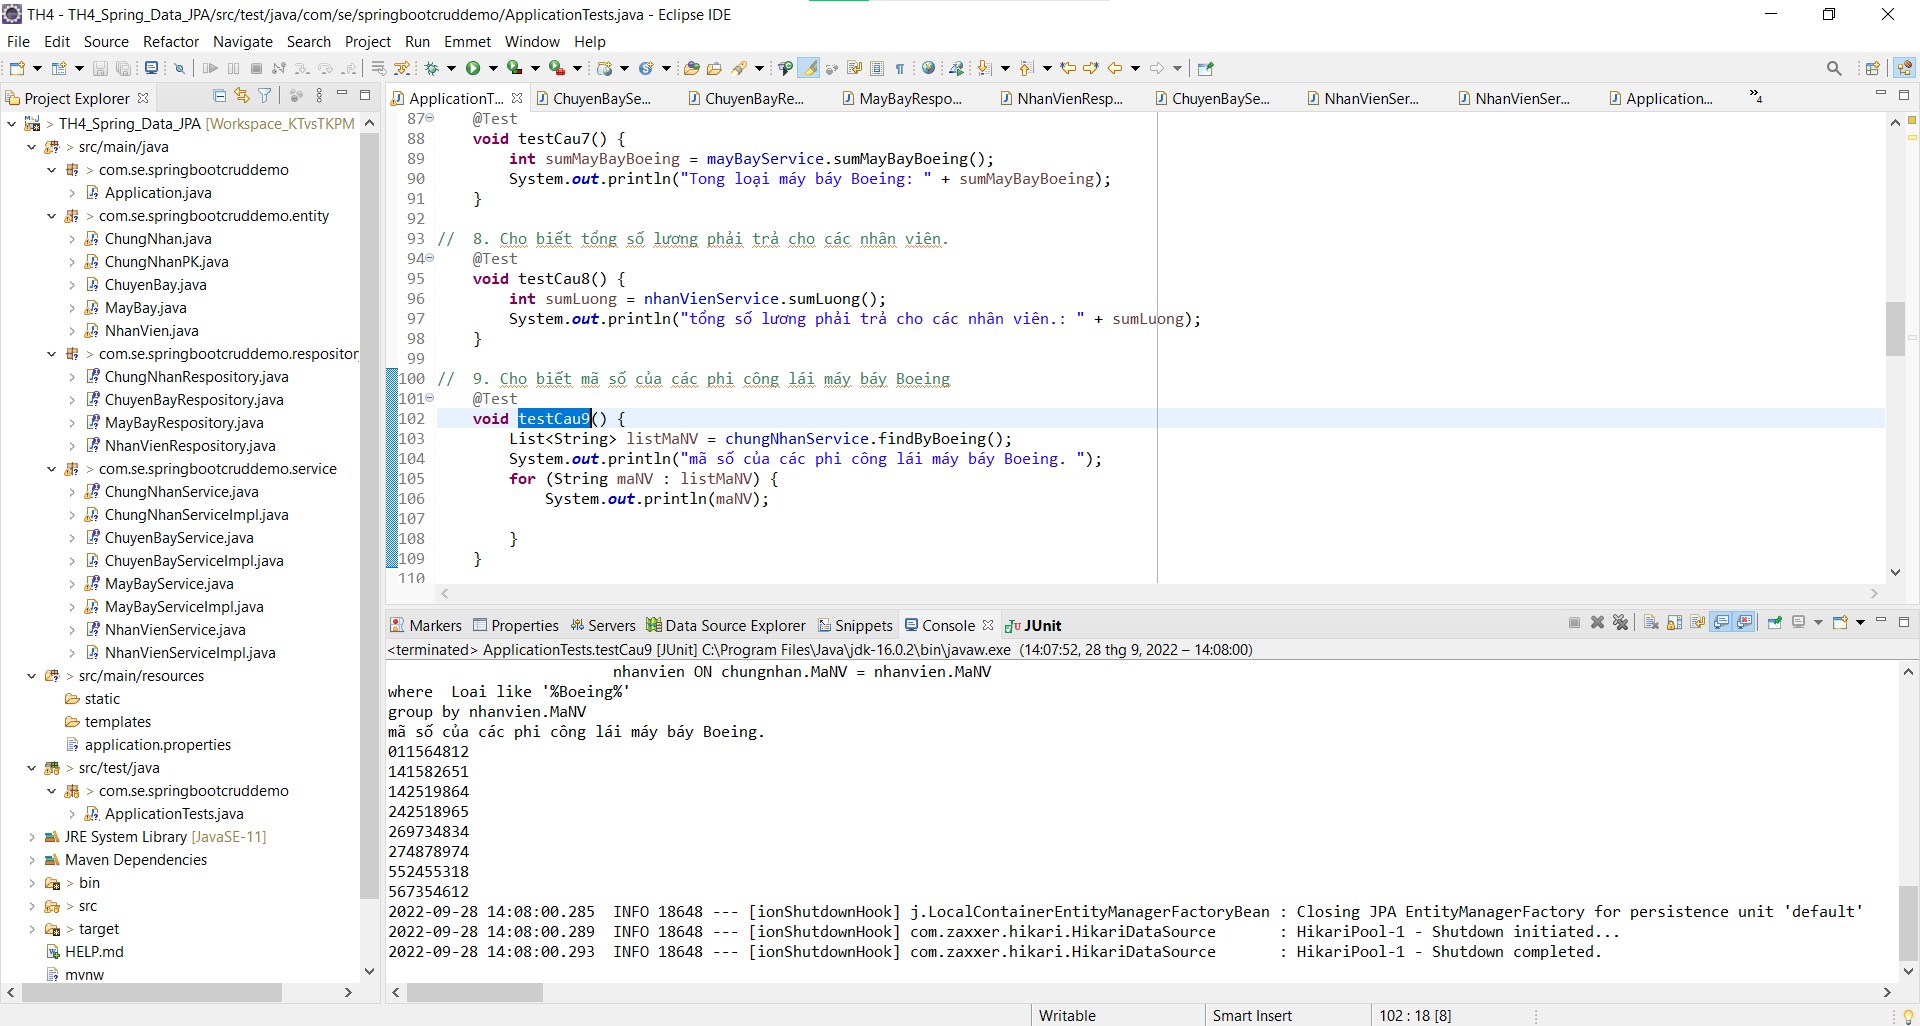 TH4 - TH4_Spring_Data_JPA/src/test/java/com/se/springbootcruddemo/ApplicationTests.java - Eclipse IDE
File Edit Source Refactor Navigate Search Project Run Emmet Window Help
Project Explorer
TH4_Spring_Data_JPA [Workspace_KTvsTKPM
src/main/java
com.se.springbootcruddemo
Application.java
com.se.springbootcruddemo.entity
ChungNhan.java
ChungNhanPK.java
ChuyenBay.java
MayBay.java
NhanVien.java
com.se.springbootcruddemo.respositor
ChungNhanRespository.java
ChuyenBayRespository.java
MayBayRespository.java
NhanVienRespository.java
com.se.springbootcruddemo.service
ChungNhanService.java
ChungNhanServiceImpl.java
ChuyenBayService.java
ChuyenBayServiceImpl.java
MayBayService.java
MayBayServiceImpl.java
NhanVienService.java
NhanVienServiceImpl.java
src/main/resources
static
templates
application.properties
src/test/java
com.se.springbootcruddemo
ApplicationTests.java
JRE System Library [JavaSE-11]
Maven Dependencies
bin
src
target
HELP.md
mvnw
ApplicationT... ChuyenBaySe... ChuyenBayRe... MayBayRespo... NhanVienResp... ChuyenBaySe... NhanVienSer... NhanVienSer... Application... »4
87 @Test
88 void testCau7() {
89 int sumMayBayBoeing = mayBayService.sumMayBayBoeing();
90 System.out.println("Tong loại máy báy Boeing: " + sumMayBayBoeing);
91 }
92
93 // 8. Cho biết tổng số lương phải trả cho các nhân viên.
94 @Test
95 void testCau8() {
96 int sumLuong = nhanVienService.sumLuong();
97 System.out.println("tổng số lương phải trả cho các nhân viên.: " + sumLuong);
98 }
99
100 // 9. Cho biết mã số của các phi công lái máy báy Boeing
101 @Test
102 void testCau9() {
103 List<String> listMaNV = chungNhanService.findByBoeing();
104 System.out.println("mã số của các phi công lái máy báy Boeing. ");
105 for (String maNV : listMaNV) {
106 System.out.println(maNV);
107
108 }
109 }
110
Markers Properties Servers Data Source Explorer Snippets Console JUnit
<terminated> ApplicationTests.testCau9 [JUnit] C:\Program Files\Java\jdk-16.0.2\bin\javaw.exe (14:07:52, 28 thg 9, 2022 – 14:08:00)
nhanvien ON chungnhan.MaNV = nhanvien.MaNV
where Loai like '%Boeing%'
group by nhanvien.MaNV
mã số của các phi công lái máy báy Boeing.
011564812
141582651
142519864
242518965
269734834
274878974
552455318
567354612
2022-09-28 14:08:00.285 INFO 18648 --- [ionShutdownHook] j.LocalContainerEntityManagerFactoryBean : Closing JPA EntityManagerFactory for persistence unit 'default'
2022-09-28 14:08:00.289 INFO 18648 --- [ionShutdownHook] com.zaxxer.hikari.HikariDataSource : HikariPool-1 - Shutdown initiated...
2022-09-28 14:08:00.293 INFO 18648 --- [ionShutdownHook] com.zaxxer.hikari.HikariDataSource : HikariPool-1 - Shutdown completed.
Writable Smart Insert 102 : 18 [8]